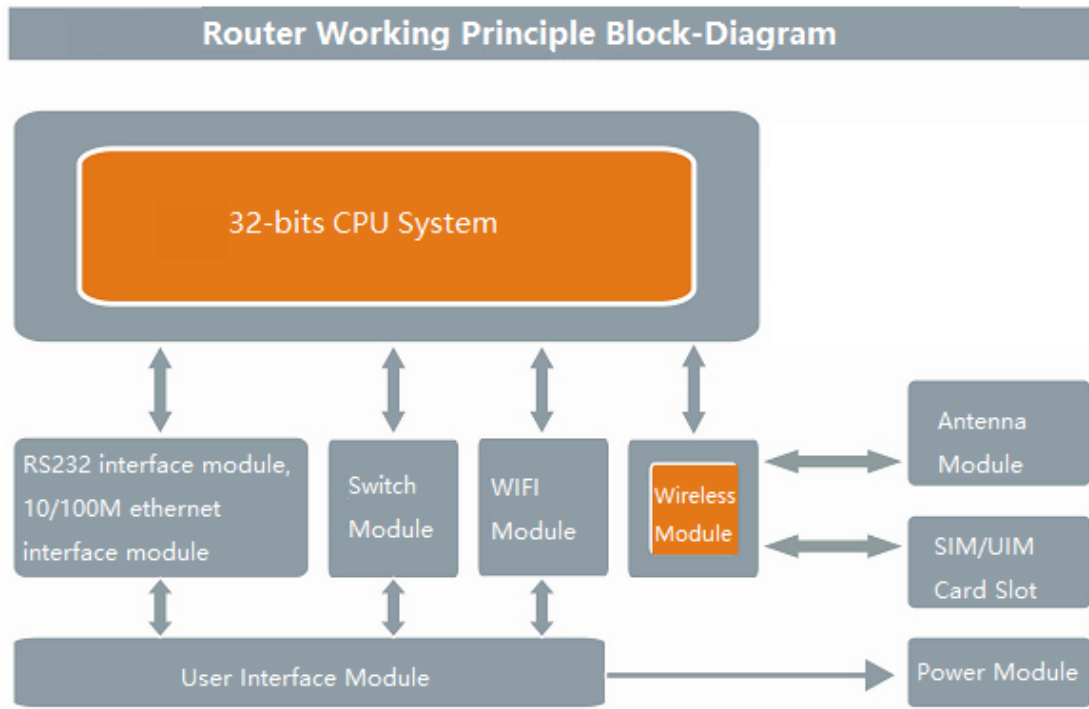 Router Working Principle Block-Diagram
32-bits CPU System
RS232 interface module,
10/100M ethernet
interface module
Switch
Module
WIFI
Module
Wireless
Module
Antenna
Module
SIM/UIM
Card Slot
User Interface Module
Power Module